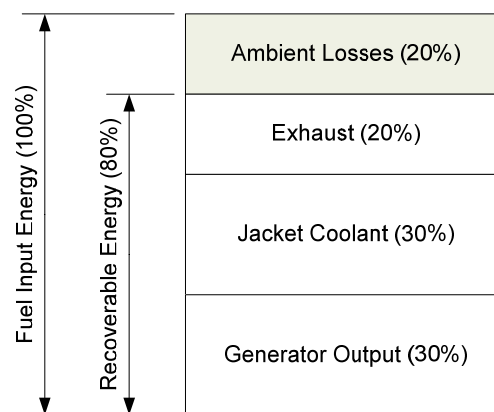 Fuel Input Energy (100%)
Recoverable Energy (80%)
Ambient Losses (20%)
Exhaust (20%)
Jacket Coolant (30%)
Generator Output (30%)